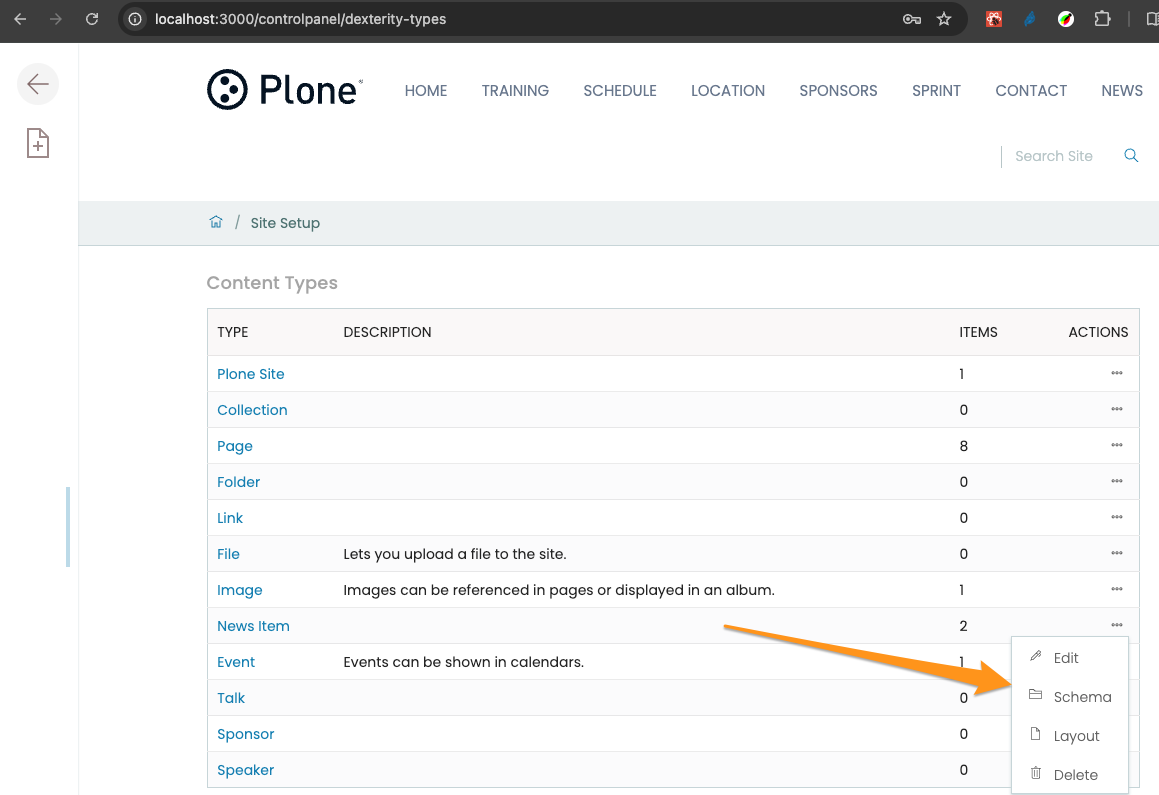 localhost:3000/controlpanel/dexterity-types
Plone®
HOME TRAINING SCHEDULE LOCATION SPONSORS SPRINT CONTACT NEWS
Search Site
/ Site Setup
Content Types
TYPE DESCRIPTION ITEMS ACTIONS
Plone Site 1
Collection 0
Page 8
Folder 0
Link 0
File Lets you upload a file to the site. 0
Image Images can be referenced in pages or displayed in an album. 1
News Item 2
Event Events can be shown in calendars. 1
Edit
Talk 0
Schema
Sponsor 0
Layout
Speaker 0
Delete